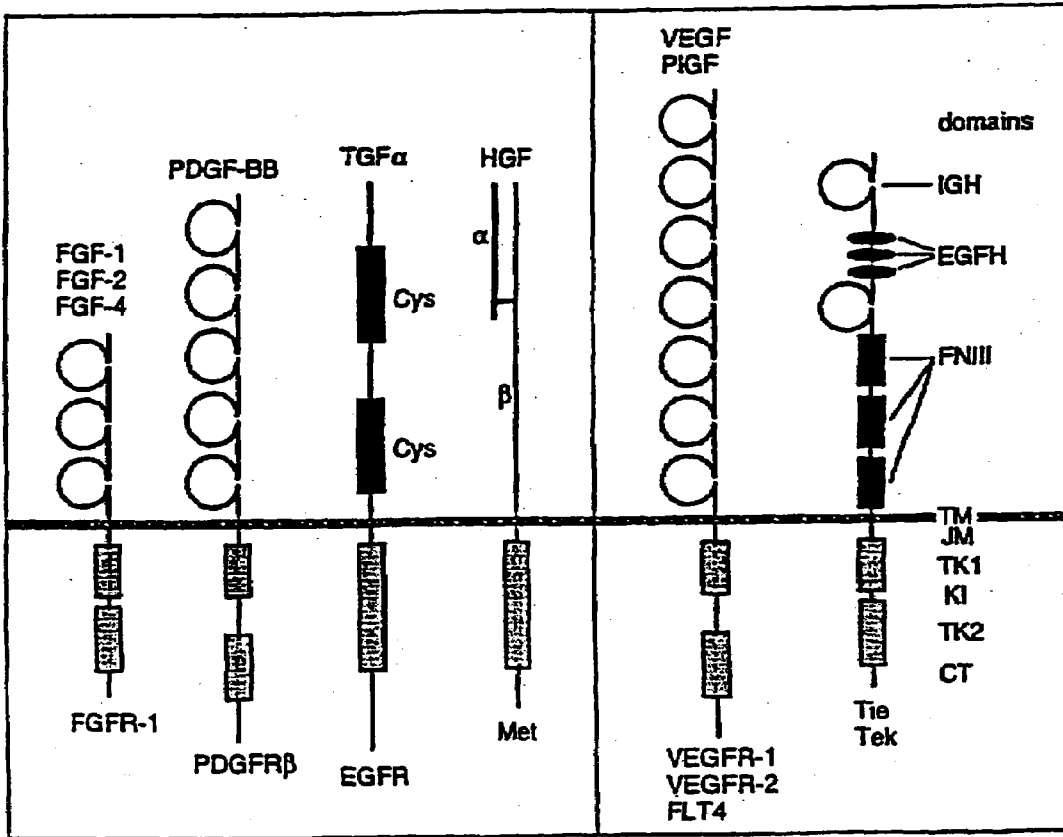 FGF-1
FGF-2
FGF-4
FGFR-1
PDGF-BB
PDGFRβ
TGFα
Cys
Cys
EGFR
HGF
α
β
Met
VEGF
PIGF
VEGFR-1
VEGFR-2
FLT4
Tie
Tek
domains
IGH
EGFH
FNIII
TM
JM
TK1
KI
TK2
CT